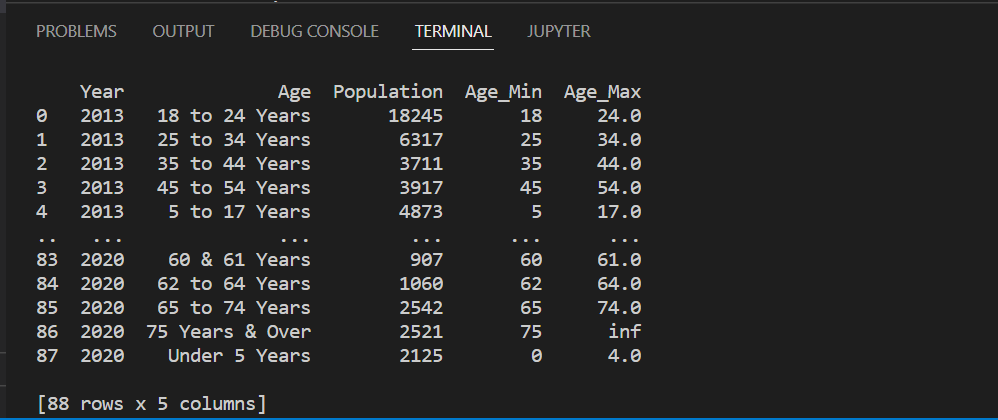 PROBLEMS OUTPUT DEBUG CONSOLE TERMINAL JUPYTER
Year Age Population Age_Min Age_Max
0 2013 18 to 24 Years 18245 18 24.0
1 2013 25 to 34 Years 6317 25 34.0
2 2013 35 to 44 Years 3711 35 44.0
3 2013 45 to 54 Years 3917 45 54.0
4 2013 5 to 17 Years 4873 5 17.0
.. ... ... ... ... ...
83 2020 60 & 61 Years 907 60 61.0
84 2020 62 to 64 Years 1060 62 64.0
85 2020 65 to 74 Years 2542 65 74.0
86 2020 75 Years & Over 2521 75 inf
87 2020 Under 5 Years 2125 0 4.0
[88 rows x 5 columns]